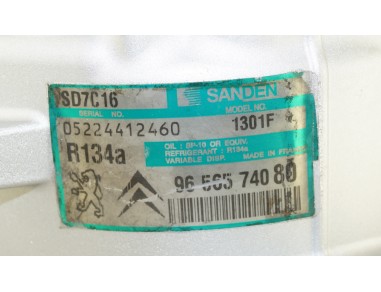 SD7C16 SANDEN
SERIAL NO. MODEL NO.
05224412460 1301F
R134a
OIL : SP-10 OR EQUIV.
REFRIGERANT : R134a
VARIABLE DISP. MADE IN FRANCE
96 565 740 80